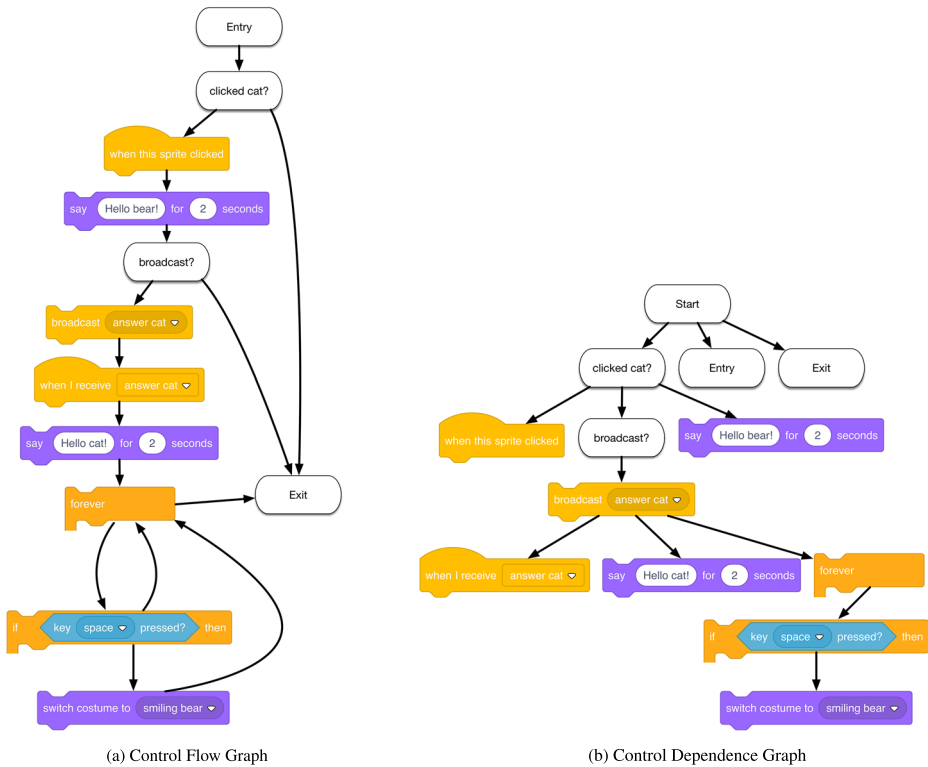 Entry
clicked cat?
when this sprite clicked
say Hello bear! for 2 seconds
broadcast?
broadcast answer cat
when I receive answer cat
say Hello cat! for 2 seconds
forever
Exit
if key space pressed? then
switch costume to smiling bear
(a) Control Flow Graph
Start
clicked cat?
Entry
Exit
when this sprite clicked
broadcast?
say Hello bear! for 2 seconds
broadcast answer cat
when I receive answer cat
say Hello cat! for 2 seconds
forever
if key space pressed? then
switch costume to smiling bear
(b) Control Dependence Graph